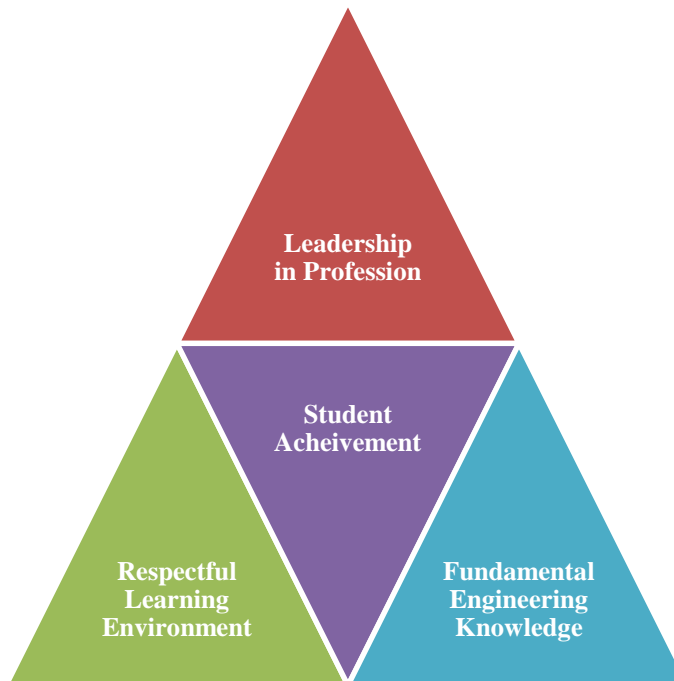 Leadership
in Profession
Student
Acheivement
Respectful
Learning
Environment
Fundamental
Engineering
Knowledge